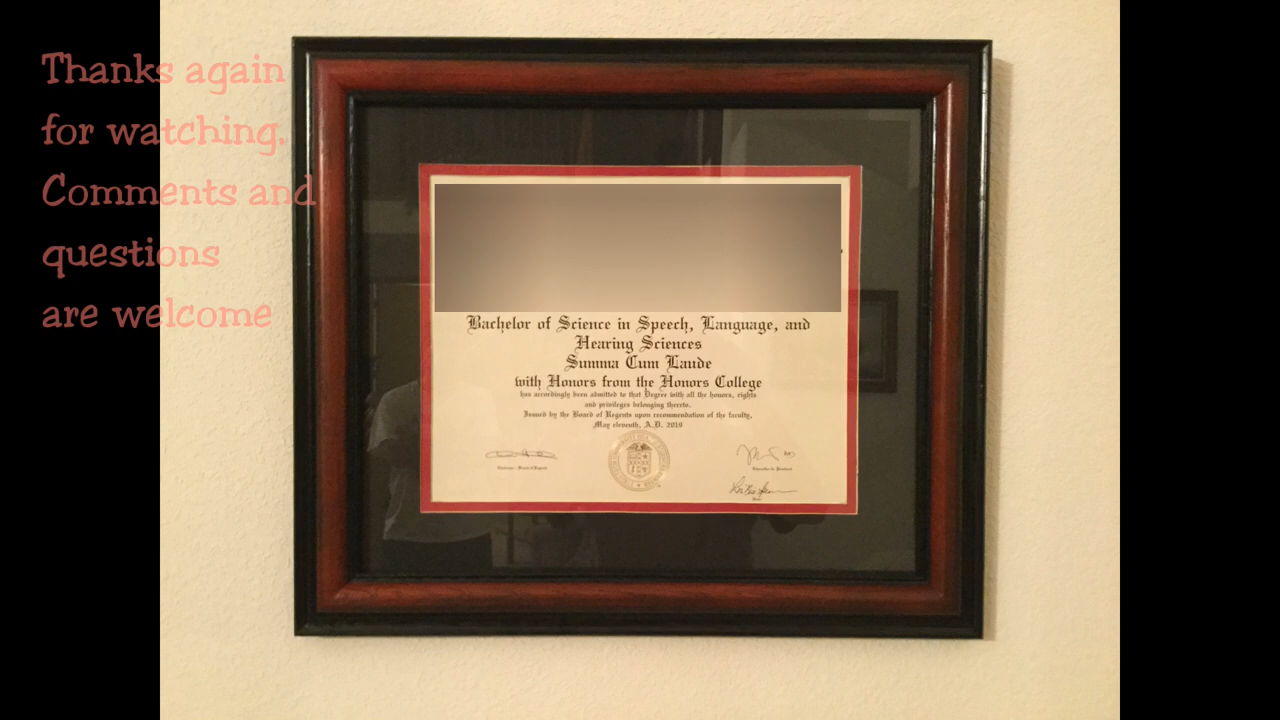 Thanks again
for watching.
Comments and
questions
are welcome
Bachelor of Science in Speech, Language, and
Hearing Sciences
Summa Cum Laude
with Honors from the Honors College
has accordingly been admitted to that Degree with all the honors, rights
and privileges belonging thereto.
Issued by the Board of Regents upon recommendation of the faculty,
May eleventh, A.D. 2019